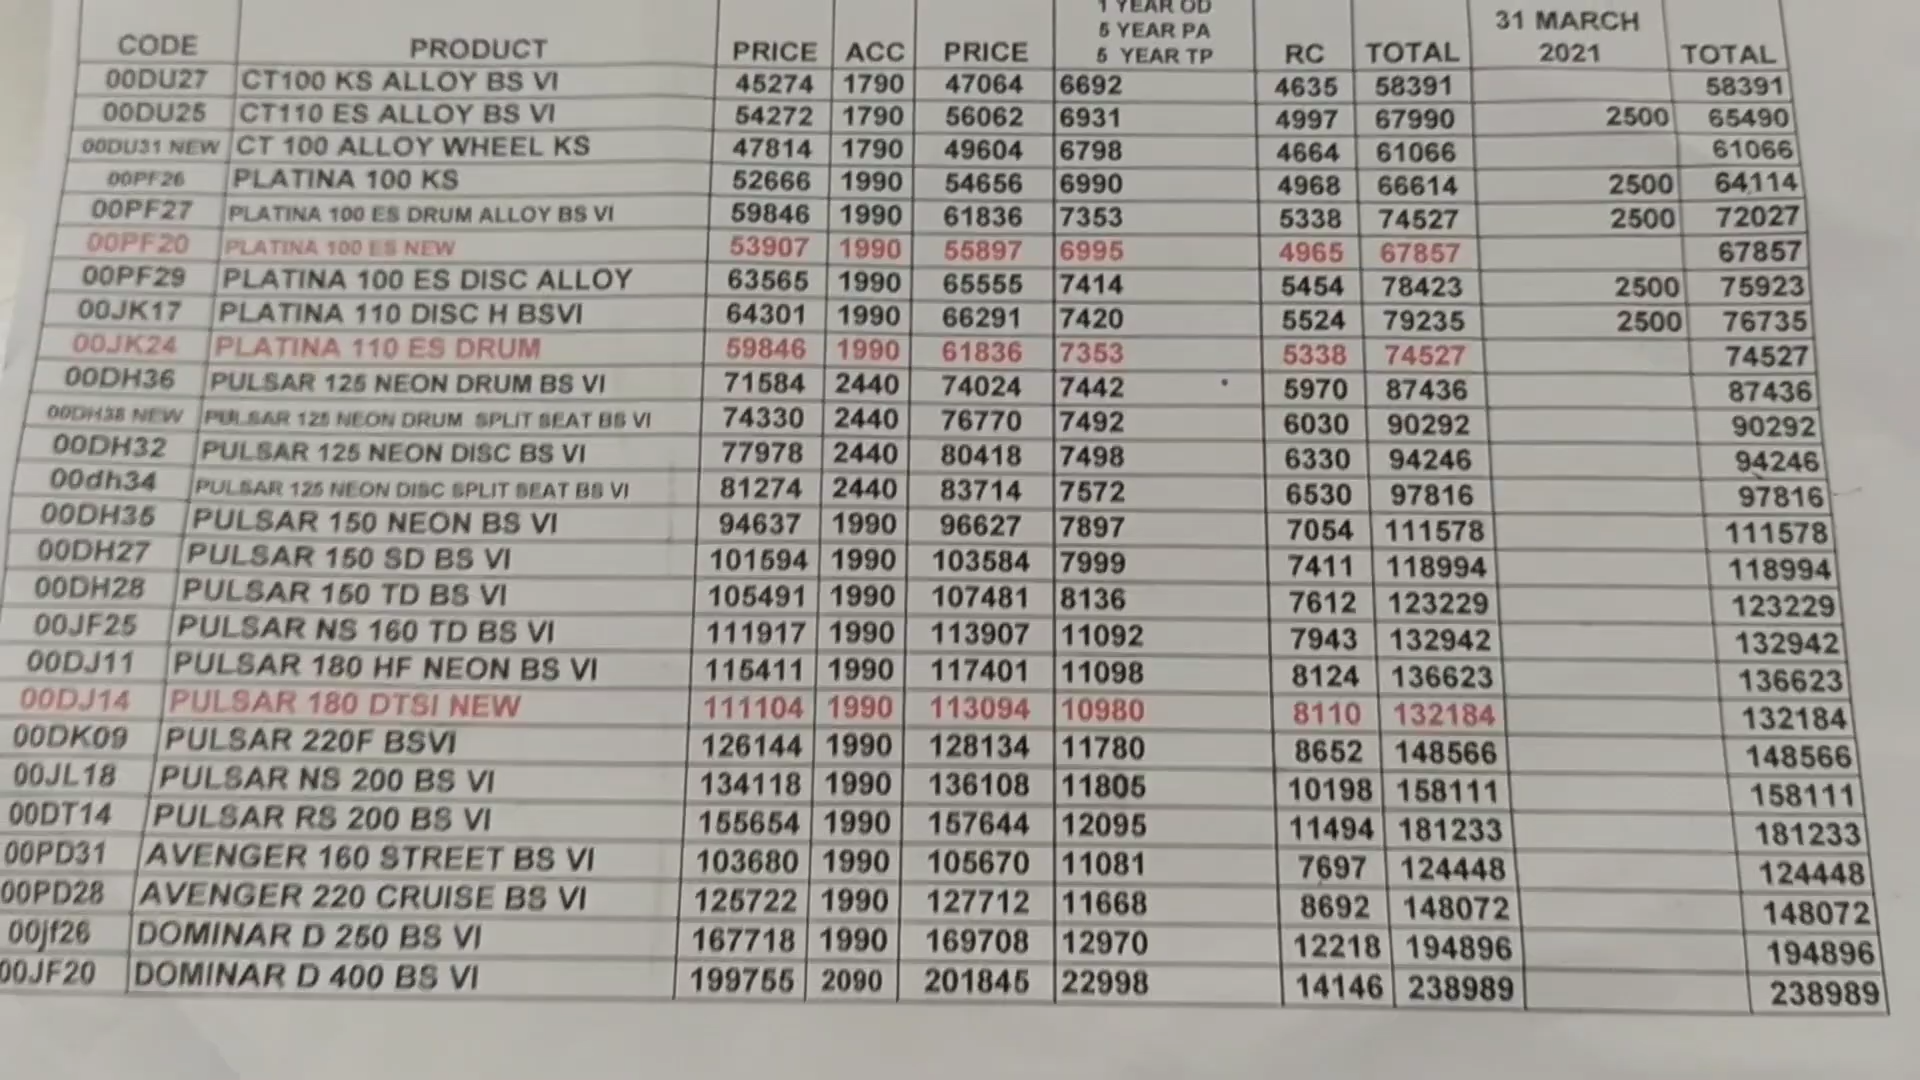 1 YEAR OD
5 YEAR PA
5 YEAR TP
31 MARCH
2021
CODE PRODUCT PRICE ACC PRICE RC TOTAL TOTAL
00DU27 CT100 KS ALLOY BS VI 45274 1790 47064 6692 4635 58391 58391
00DU25 CT110 ES ALLOY BS VI 54272 1790 56062 6931 4997 67990 2500 65490
00DU31 NEW CT 100 ALLOY WHEEL KS 47814 1790 49604 6798 4664 61066 61066
00PF26 PLATINA 100 KS 52666 1990 54656 6990 4968 66614 2500 64114
00PF27 PLATINA 100 ES DRUM ALLOY BS VI 59846 1990 61836 7353 5338 74527 2500 72027
00PF20 PLATINA 100 ES NEW 53907 1990 55897 6995 4965 67857 67857
00PF29 PLATINA 100 ES DISC ALLOY 63565 1990 65555 7414 5454 78423 2500 75923
00JK17 PLATINA 110 DISC H BSVI 64301 1990 66291 7420 5524 79235 2500 76735
00JK24 PLATINA 110 ES DRUM 59846 1990 61836 7353 5338 74527 74527
00DH36 PULSAR 125 NEON DRUM BS VI 71584 2440 74024 7442 5970 87436 87436
00DH38 NEW PULSAR 125 NEON DRUM SPLIT SEAT BS VI 74330 2440 76770 7492 6030 90292 90292
00DH32 PULSAR 125 NEON DISC BS VI 77978 2440 80418 7498 6330 94246 94246
00dh34 PULSAR 125 NEON DISC SPLIT SEAT BS VI 81274 2440 83714 7572 6530 97816 97816
00DH35 PULSAR 150 NEON BS VI 94637 1990 96627 7897 7054 111578 111578
00DH27 PULSAR 150 SD BS VI 101594 1990 103584 7999 7411 118994 118994
00DH28 PULSAR 150 TD BS VI 105491 1990 107481 8136 7612 123229 123229
00JF25 PULSAR NS 160 TD BS VI 111917 1990 113907 11092 7943 132942 132942
00DJ11 PULSAR 180 HF NEON BS VI 115411 1990 117401 11098 8124 136623 136623
00DJ14 PULSAR 180 DTSI NEW 111104 1990 113094 10980 8110 132184 132184
00DK09 PULSAR 220F BSVI 126144 1990 128134 11780 8652 148566 148566
00JL18 PULSAR NS 200 BS VI 134118 1990 136108 11805 10198 158111 158111
00DT14 PULSAR RS 200 BS VI 155654 1990 157644 12095 11494 181233 181233
00PD31 AVENGER 160 STREET BS VI 103680 1990 105670 11081 7697 124448 124448
00PD28 AVENGER 220 CRUISE BS VI 125722 1990 127712 11668 8692 148072 148072
00jf26 DOMINAR D 250 BS VI 167718 1990 169708 12970 12218 194896 194896
00JF20 DOMINAR D 400 BS VI 199755 2090 201845 22998 14146 238989 238989